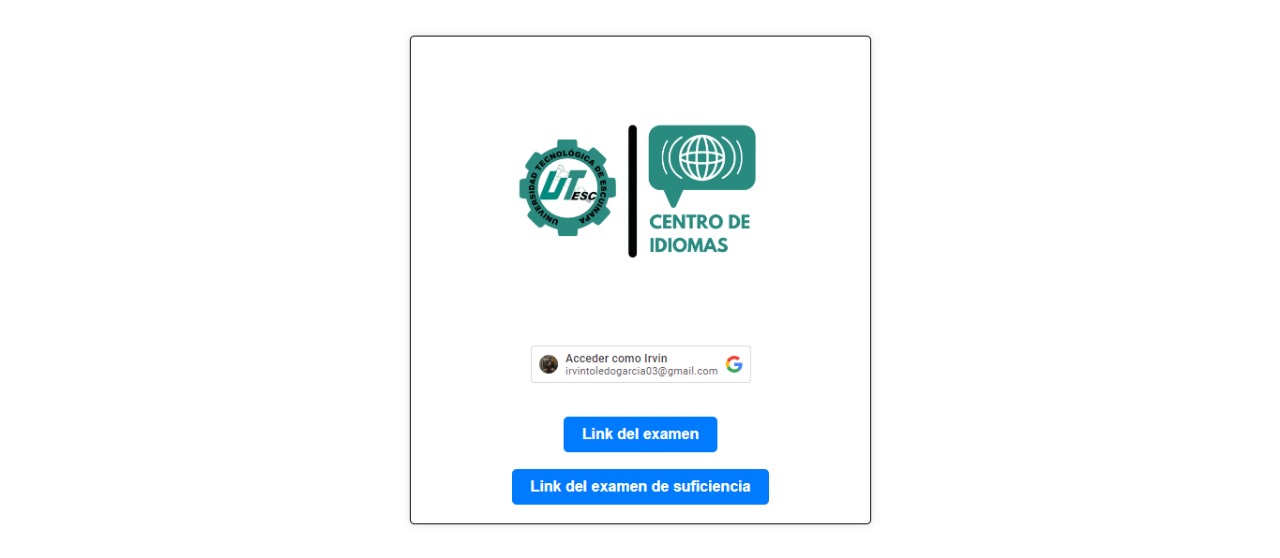 UNIVERSIDAD TECNOLÓGICA DE ESCUINAPA
UT
ESC
CENTRO DE
IDIOMAS
Acceder como Irvin
irvintoledogarcia03@gmail.com
Link del examen
Link del examen de suficiencia